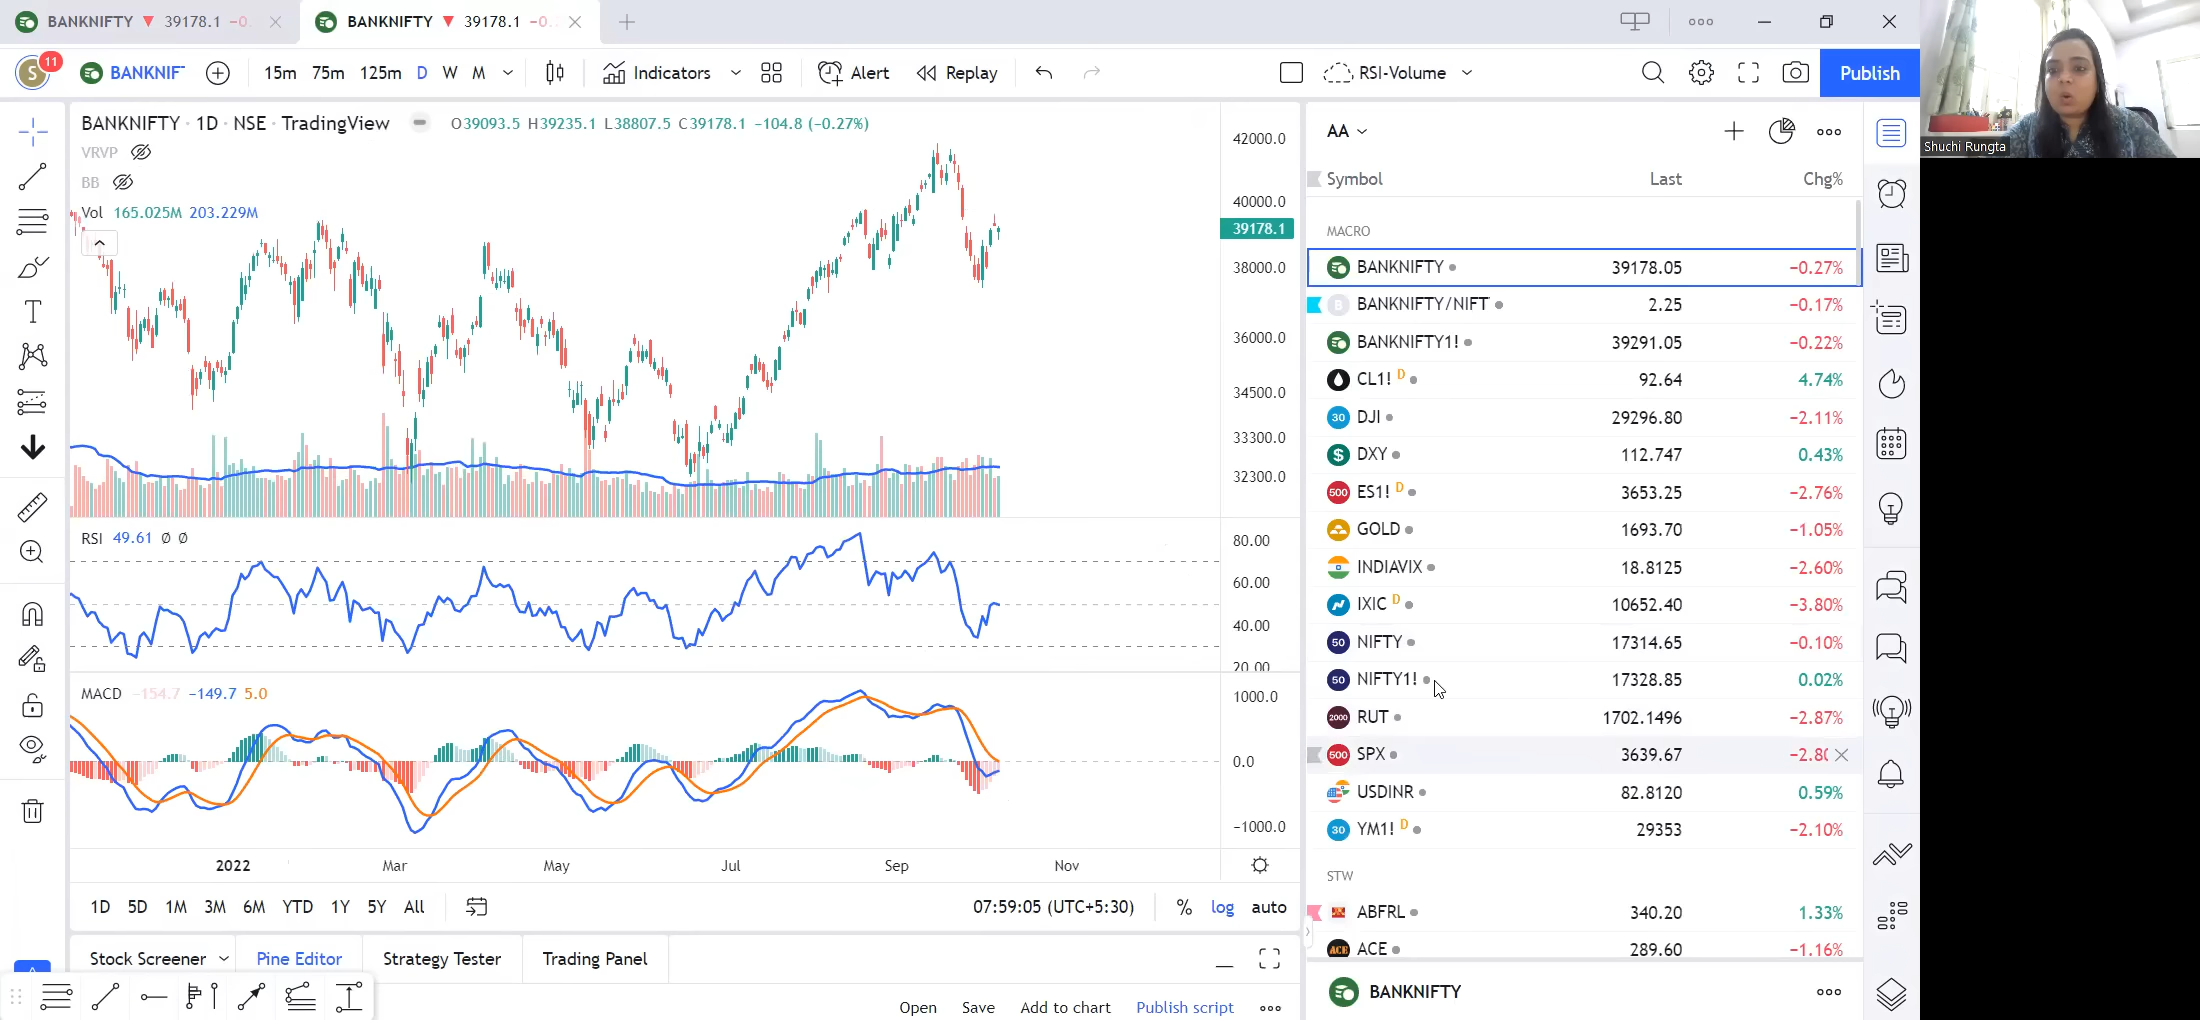 BANKNIFTY ▼ 39178.1 −0. BANKNIFTY ▼ 39178.1 −0.
S 11 BANKNIF 15m 75m 125m D W M Indicators Alert Replay RSI-Volume Publish
BANKNIFTY · 1D · NSE · TradingView O39093.5 H39235.1 L38807.5 C39178.1 −104.8 (−0.27%)
VRVP
BB
Vol 165.025M 203.229M
42000.0
40000.0
39178.1
38000.0
36000.0
34500.0
33300.0
32300.0
RSI 49.61 Ø Ø
80.00
60.00
40.00
20.00
MACD −154.7 −149.7 5.0
1000.0
0.0
−1000.0
2022 Mar May Jul Sep Nov
1D 5D 1M 3M 6M YTD 1Y 5Y All 07:59:05 (UTC+5:30) % log auto
Stock Screener Pine Editor Strategy Tester Trading Panel
Open Save Add to chart Publish script
AA
Symbol Last Chg%
MACRO
BANKNIFTY 39178.05 −0.27%
B BANKNIFTY/NIFT 2.25 −0.17%
BANKNIFTY1! 39291.05 −0.22%
CL1! D 92.64 4.74%
30 DJI 29296.80 −2.11%
$ DXY 112.747 0.43%
500 ES1! D 3653.25 −2.76%
GOLD 1693.70 −1.05%
INDIAVIX 18.8125 −2.60%
IXIC D 10652.40 −3.80%
50 NIFTY 17314.65 −0.10%
50 NIFTY1! 17328.85 0.02%
2000 RUT 1702.1496 −2.87%
500 SPX 3639.67 −2.8
USDINR 82.8120 0.59%
30 YM1! D 29353 −2.10%
STW
ABFRL 340.20 1.33%
ACE ACE 289.60 −1.16%
BANKNIFTY
Shuchi Rungta